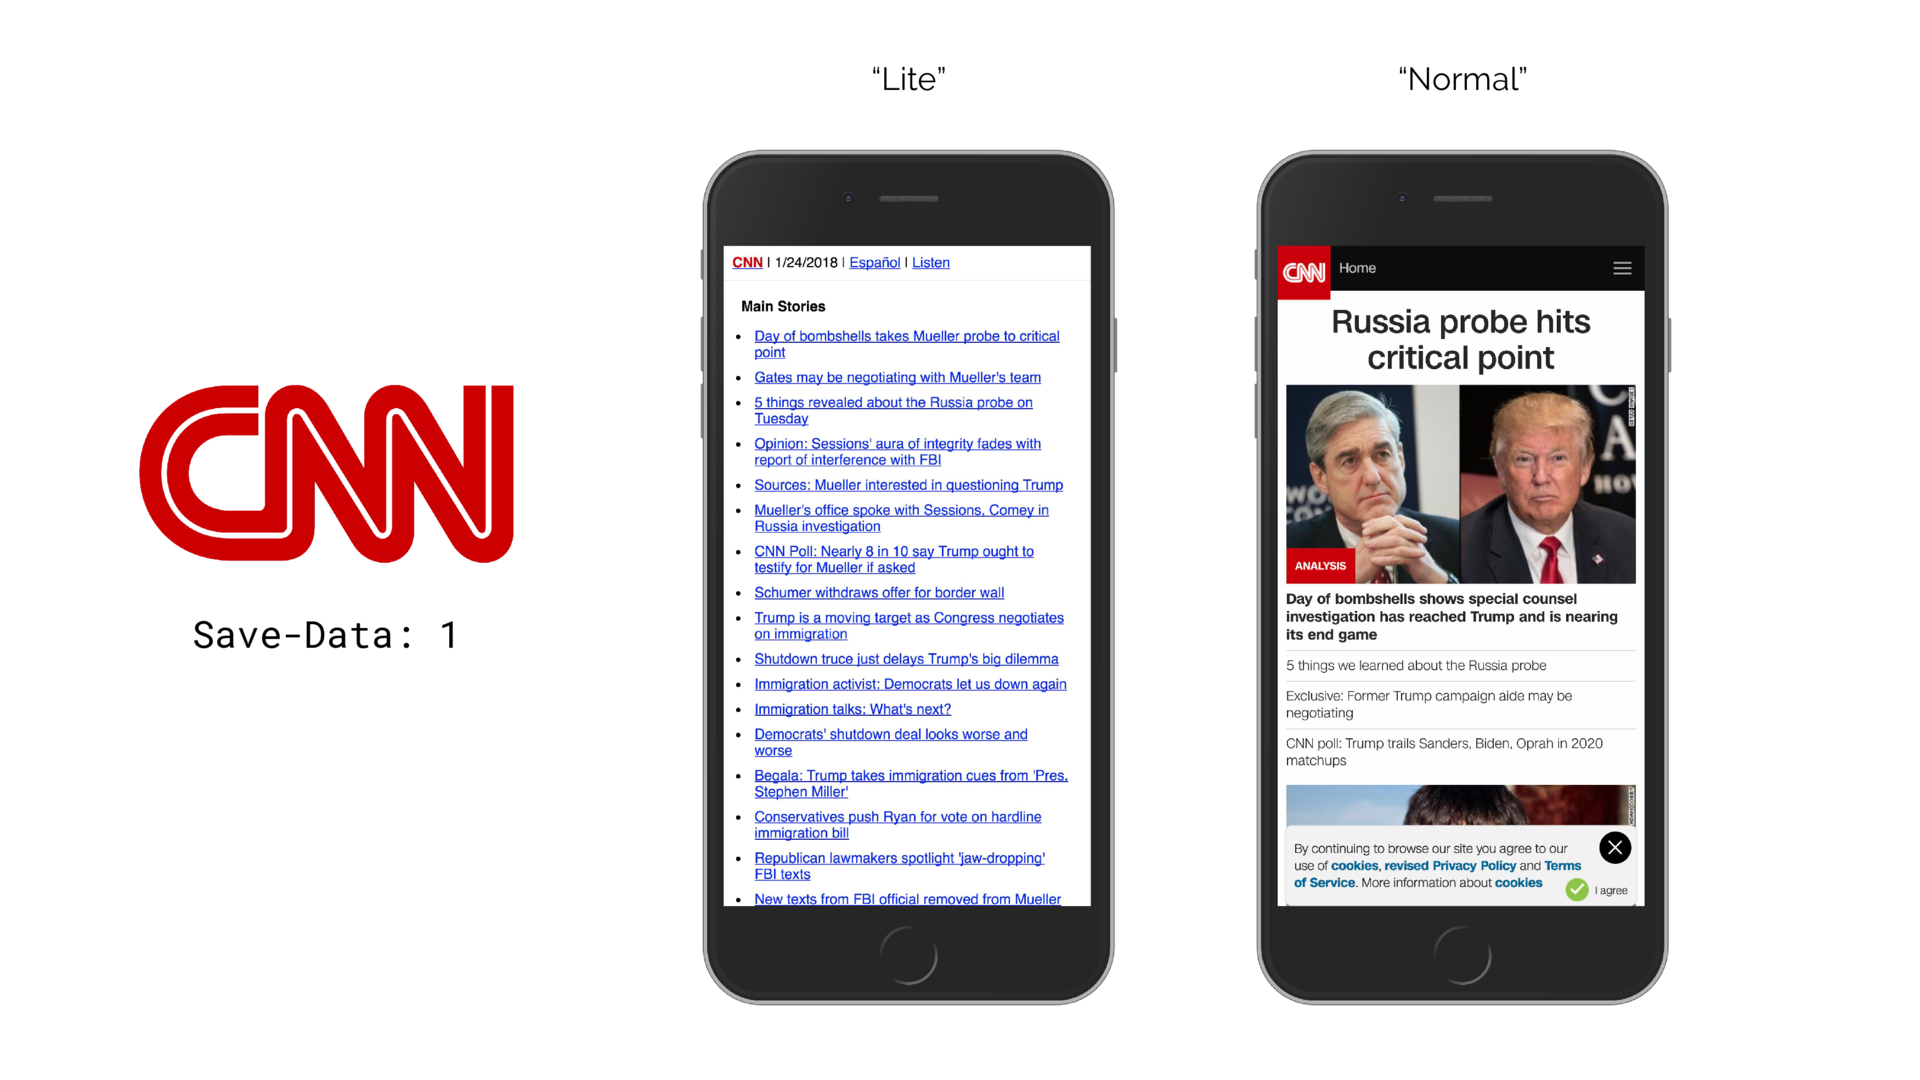 “Lite”
“Normal”
CNN
Save-Data: 1
CNN | 1/24/2018 | Español | Listen
Main Stories
Day of bombshells takes Mueller probe to critical
point
Gates may be negotiating with Mueller's team
5 things revealed about the Russia probe on
Tuesday
Opinion: Sessions' aura of integrity fades with
report of interference with FBI
Sources: Mueller interested in questioning Trump
Mueller's office spoke with Sessions, Comey in
Russia investigation
CNN Poll: Nearly 8 in 10 say Trump ought to
testify for Mueller if asked
Schumer withdraws offer for border wall
Trump is a moving target as Congress negotiates
on immigration
Shutdown truce just delays Trump's big dilemma
Immigration activist: Democrats let us down again
Immigration talks: What's next?
Democrats' shutdown deal looks worse and
worse
Begala: Trump takes immigration cues from 'Pres.
Stephen Miller'
Conservatives push Ryan for vote on hardline
immigration bill
Republican lawmakers spotlight 'jaw-dropping'
FBI texts
New texts from FBI official removed from Mueller
CNN Home
Russia probe hits
critical point
ANALYSIS
Day of bombshells shows special counsel
investigation has reached Trump and is nearing
its end game
5 things we learned about the Russia probe
Exclusive: Former Trump campaign aide may be
negotiating
CNN poll: Trump trails Sanders, Biden, Oprah in 2020
matchups
By continuing to browse our site you agree to our
use of cookies, revised Privacy Policy and Terms
of Service. More information about cookies
I agree